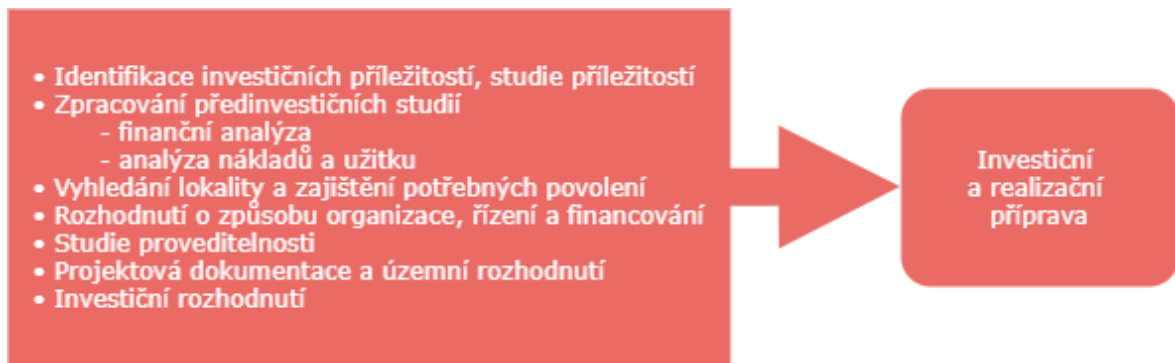 • Identifikace investičních příležitostí, studie příležitostí
• Zpracování předinvestičních studií
- finanční analýza
- analýza nákladů a užitku
• Vyhledání lokality a zajištění potřebných povolení
• Rozhodnutí o způsobu organizace, řízení a financování
• Studie proveditelnosti
• Projektová dokumentace a územní rozhodnutí
• Investiční rozhodnutí
Investiční
a realizační
příprava